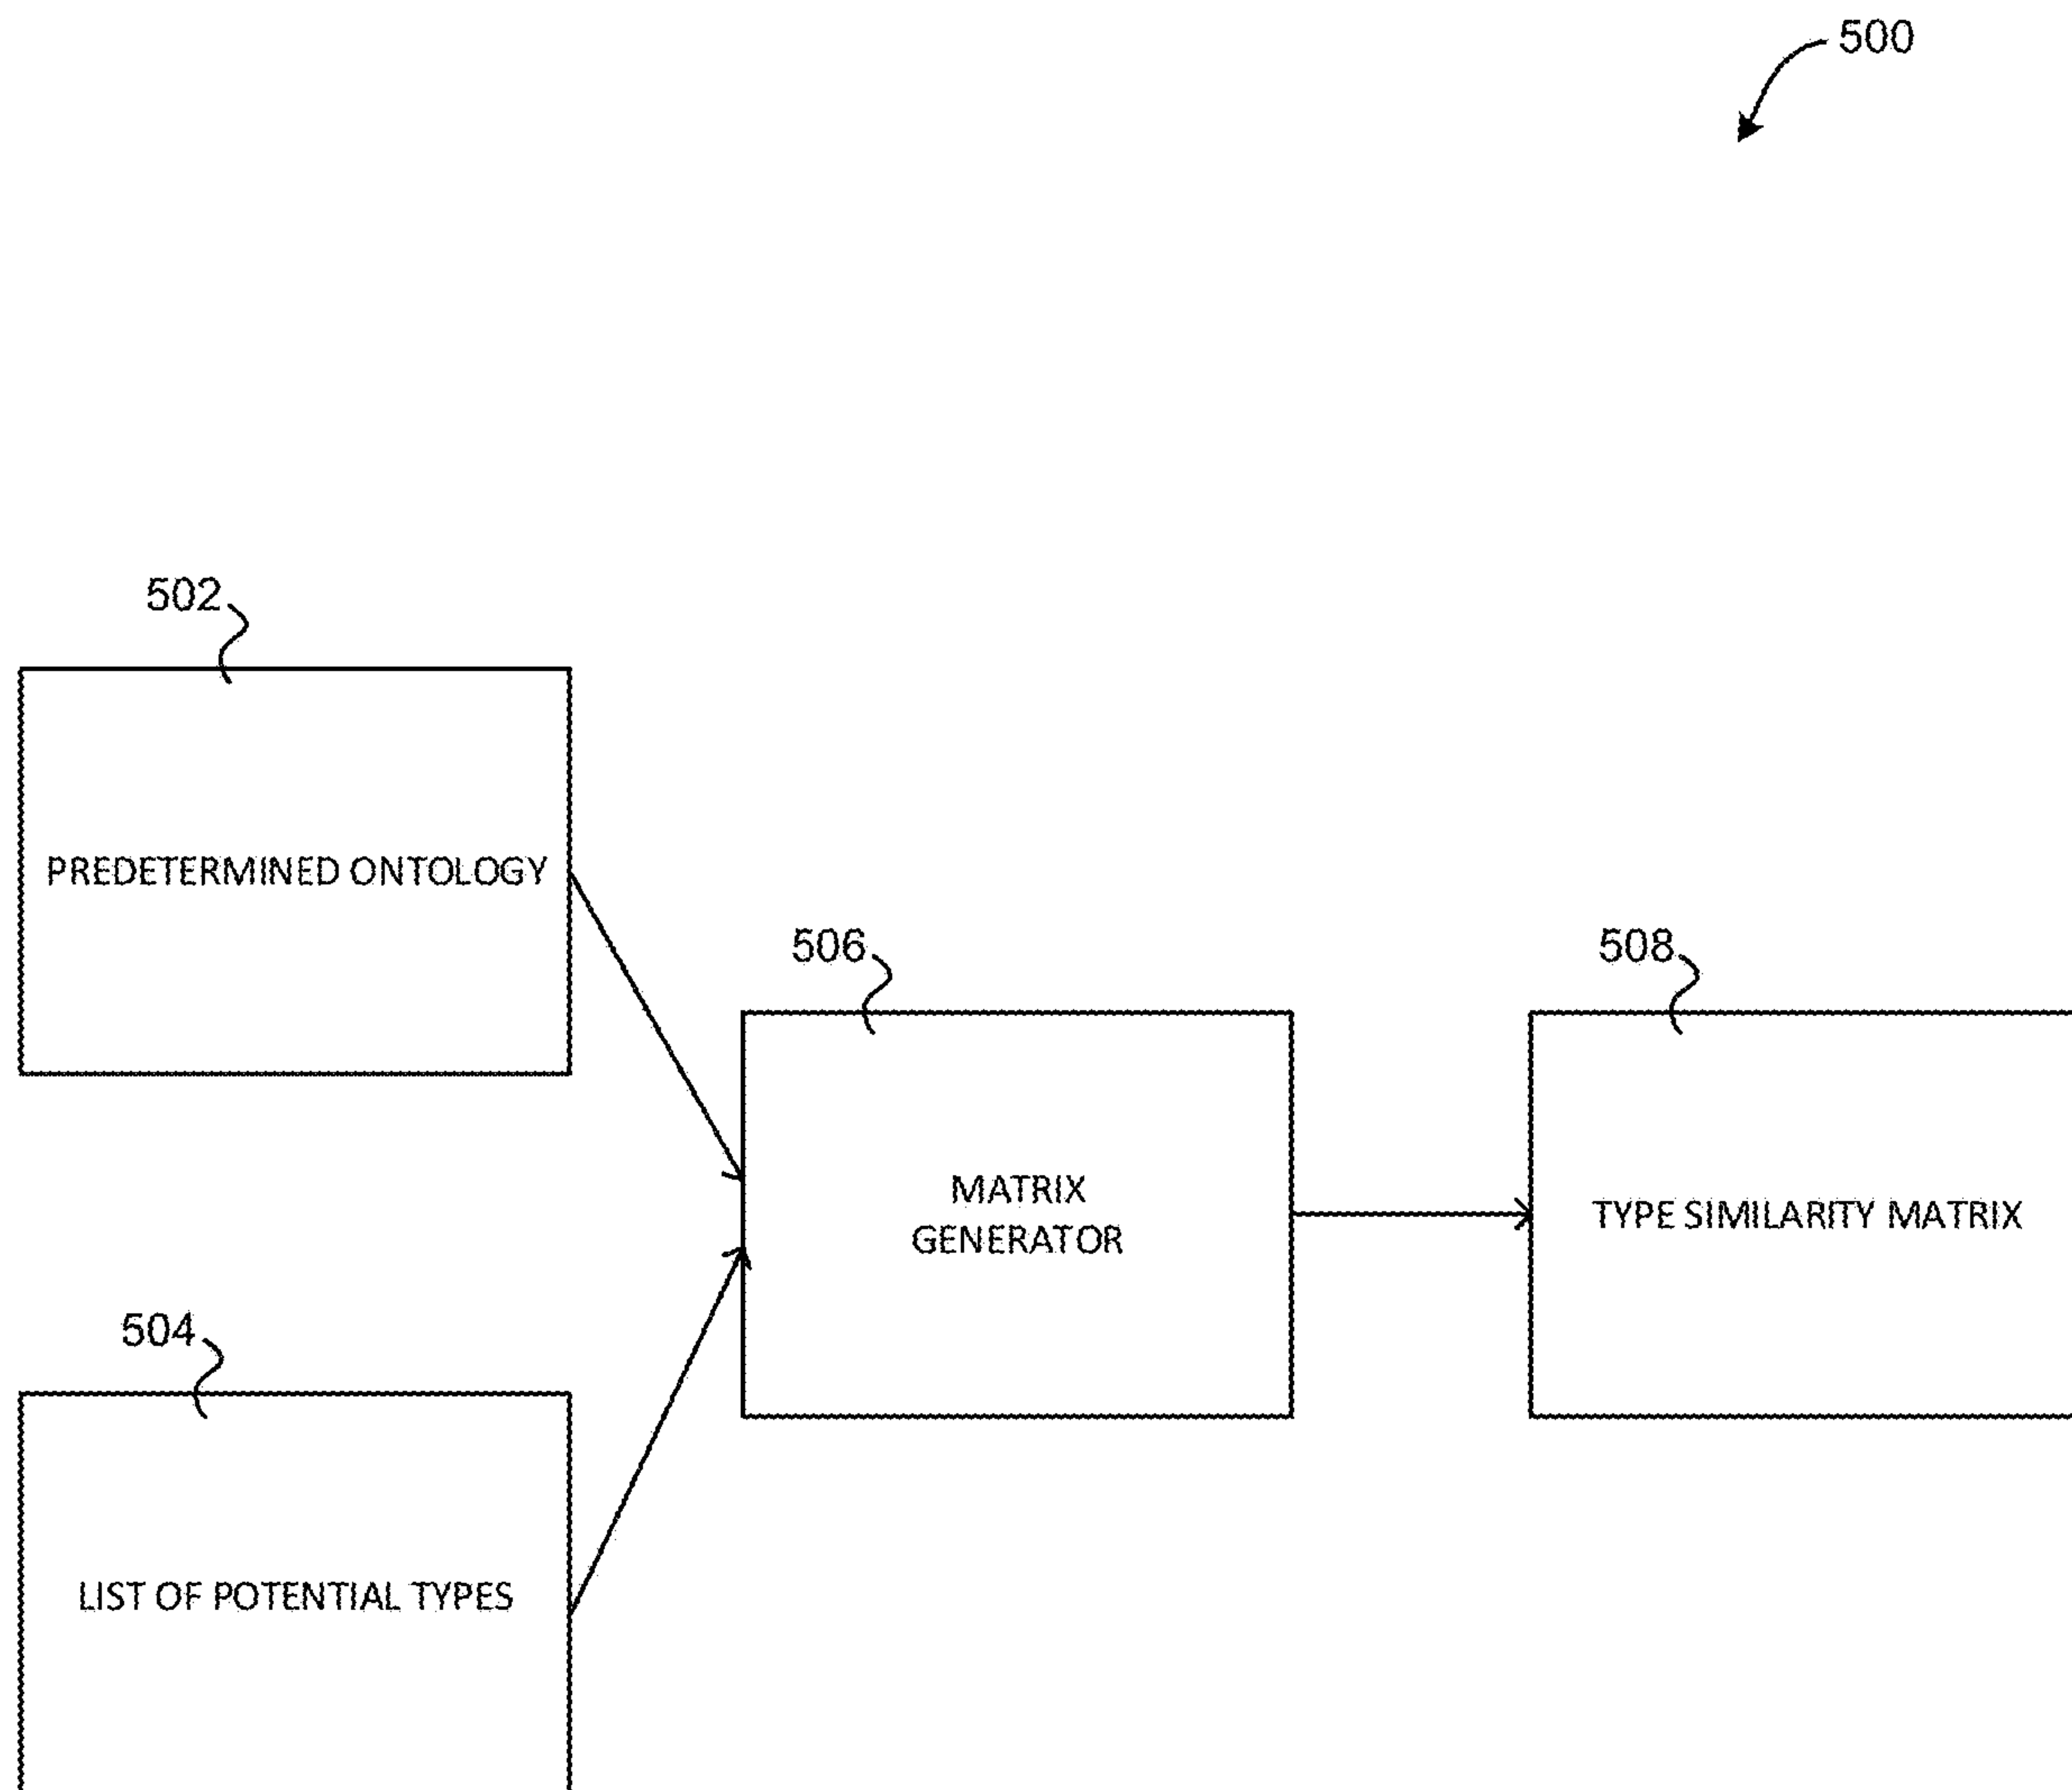 500
502
PREDETERMINED ONTOLOGY
506
508
MATRIX
GENERATOR
TYPE SIMILARITY MATRIX
504
LIST OF POTENTIAL TYPES